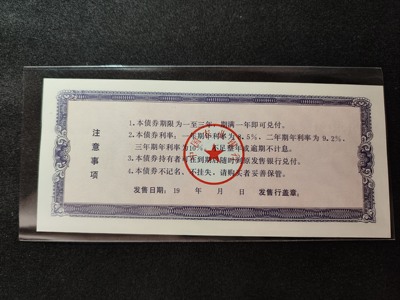 注意事项
1.本债券期限为一至三年，期满一年即可兑付。
2.本债券利率，一年期年利率为8.5%、二年期年利率为9.2%、
三年期年利率为10%，不足整年或逾期不计息。
3.本债券持有者可在到期后随时到原发售银行兑付。
4.本债券不记名、不挂失，请购买者妥善保管。
发售日期：19 年 月 日 发售行盖章：